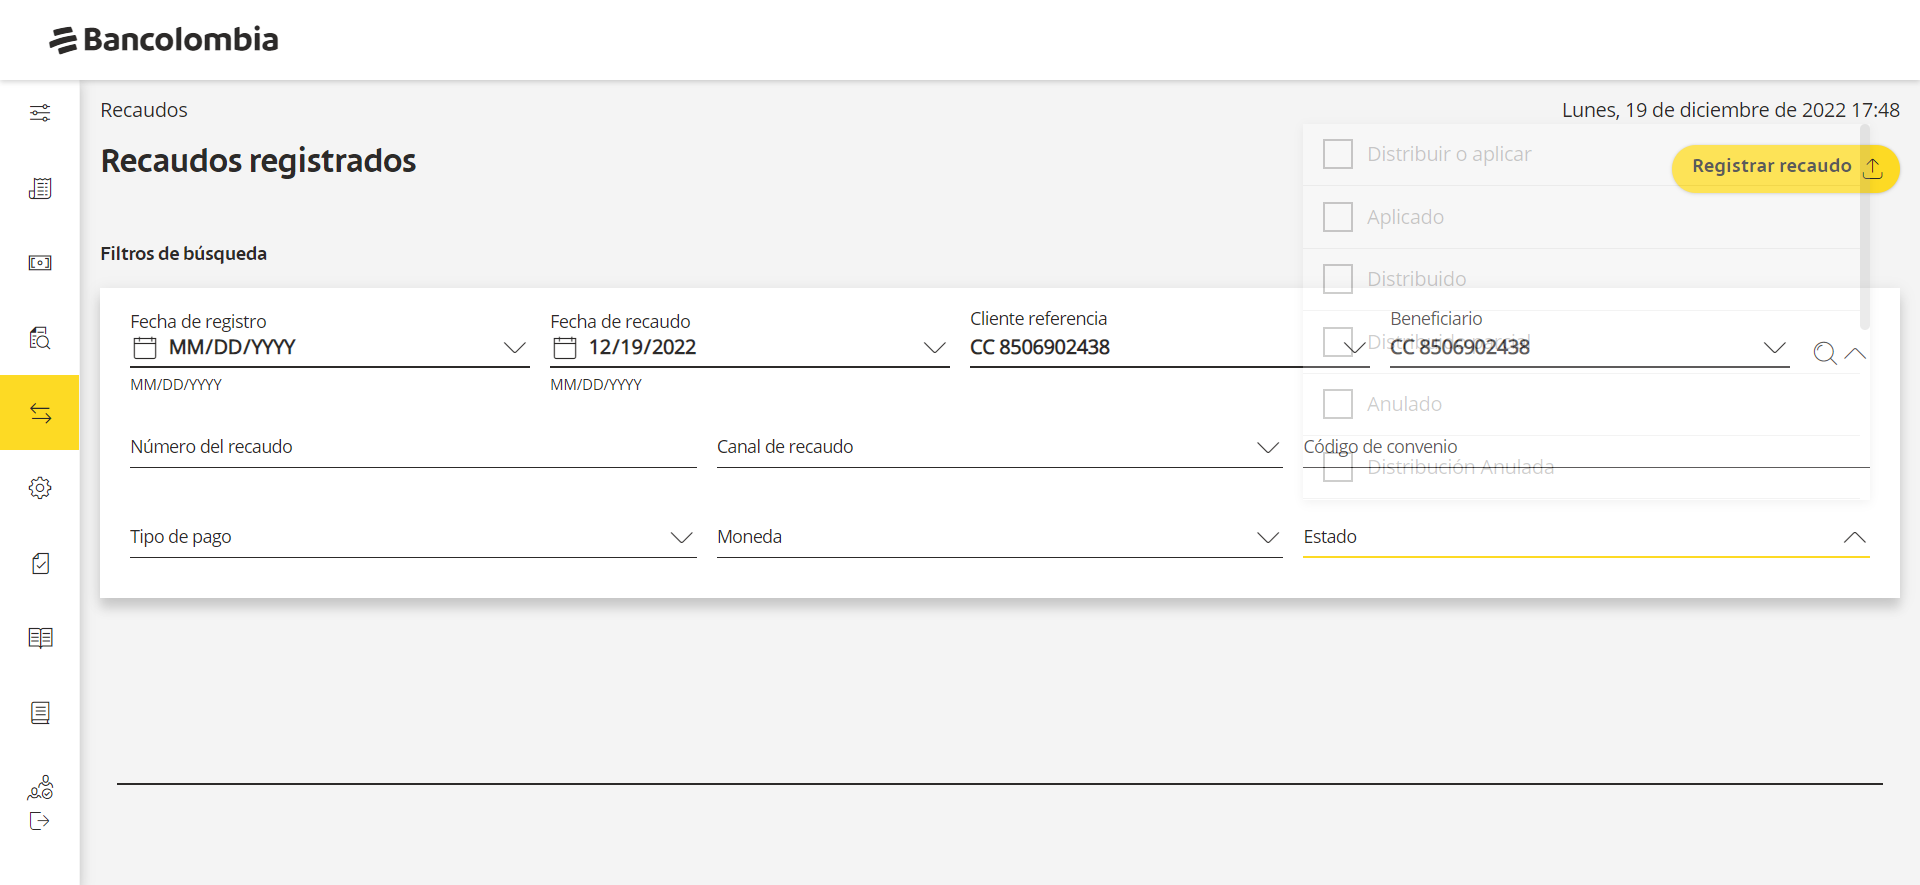 Bancolombia
Recaudos
Lunes, 19 de diciembre de 2022 17:48
Recaudos registrados
Registrar recaudo
Filtros de búsqueda
Fecha de registro
MM/DD/YYYY
MM/DD/YYYY
Fecha de recaudo
12/19/2022
MM/DD/YYYY
Cliente referencia
CC 8506902438
Beneficiario
CC 8506902438
Número del recaudo
Canal de recaudo
Código de convenio
Tipo de pago
Moneda
Estado
Distribuir o aplicar
Aplicado
Distribuido
Distribuido parcial
Anulado
Distribución Anulada